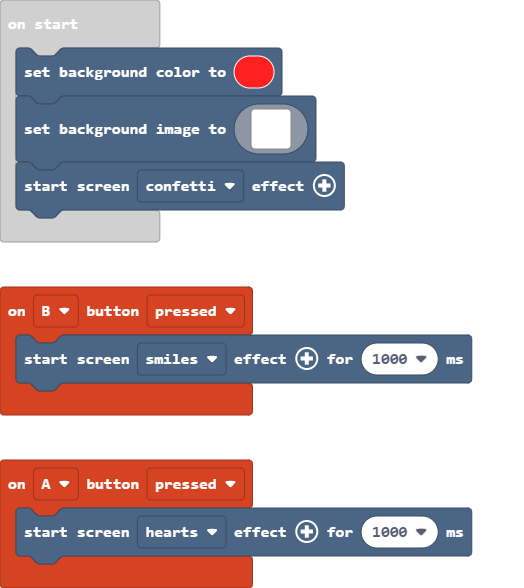 on start
set background color to
set background image to
start screen confetti effect
on B button pressed
start screen smiles effect for 1000 ms
on A button pressed
start screen hearts effect for 1000 ms